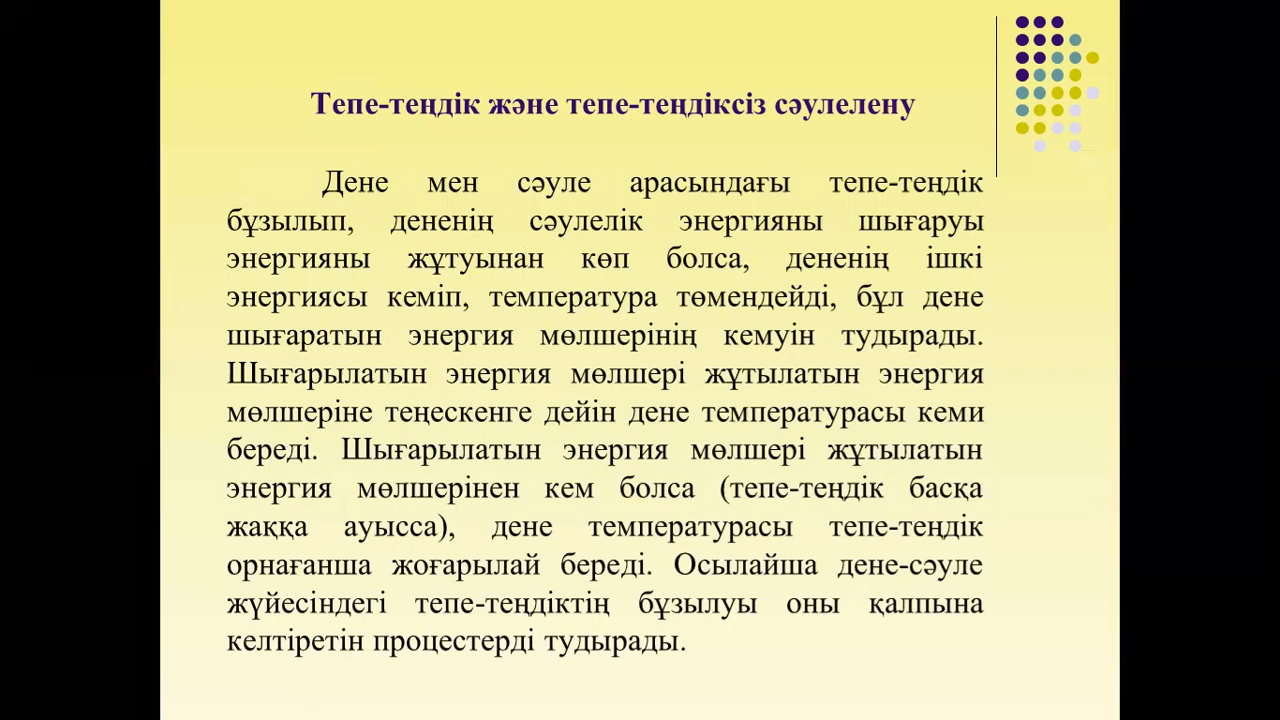 Тепе-теңдік және тепе-теңдіксіз сәулелену
Дене мен сәуле арасындағы тепе-теңдік
бұзылып, дененің сәулелік энергияны шығаруы
энергияны жұтуынан көп болса, дененің ішкі
энергиясы кеміп, температура төмендейді, бұл дене
шығаратын энергия мөлшерінің кемуін тудырады.
Шығарылатын энергия мөлшері жұтылатын энергия
мөлшеріне теңескенге дейін дене температурасы кеми
береді. Шығарылатын энергия мөлшері жұтылатын
энергия мөлшерінен кем болса (тепе-теңдік басқа
жаққа ауысса), дене температурасы тепе-теңдік
орнағанша жоғарылай береді. Осылайша дене-сәуле
жүйесіндегі тепе-теңдіктің бұзылуы оны қалпына
келтіретін процестерді тудырады.